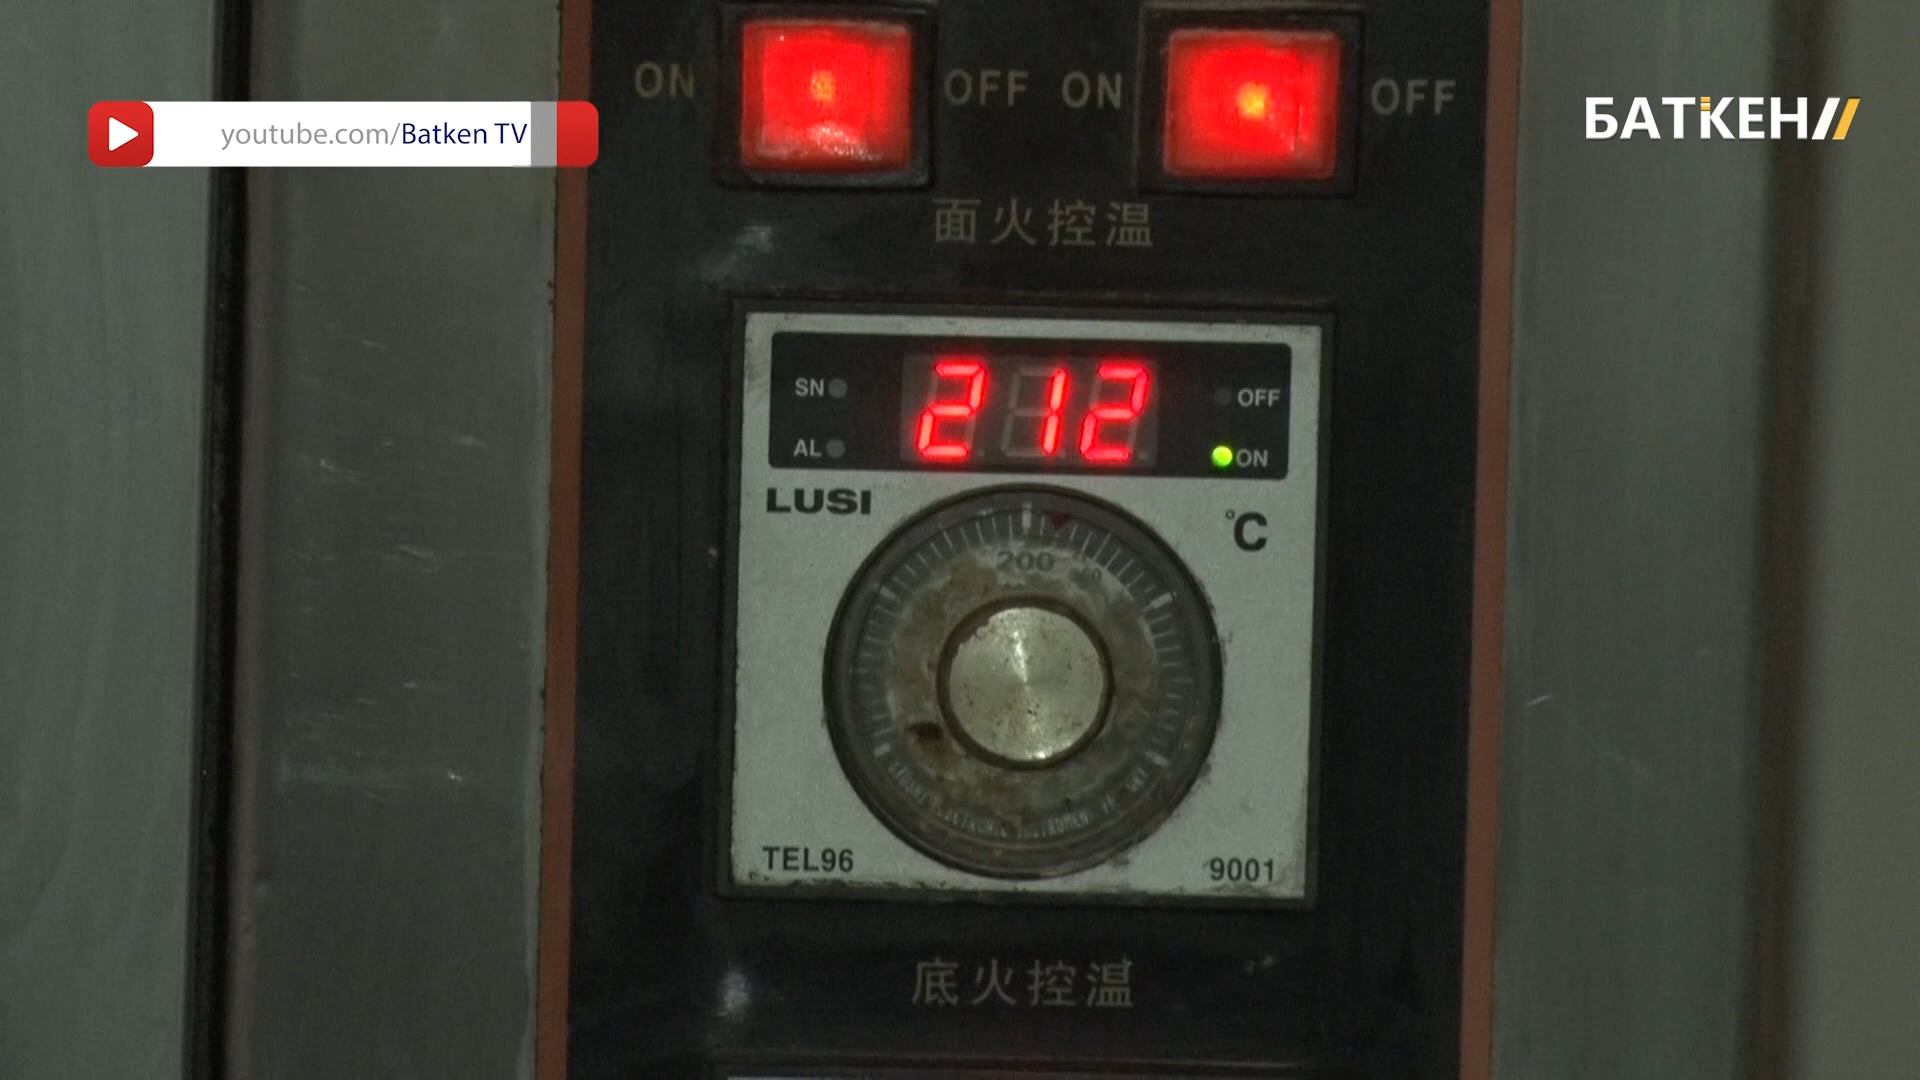 ON OFF ON OFF
youtube.com/Batken TV
БАТКЕН
面火控温
SN 212 OFF
AL ON
LUSI °C
200
TEL96 9001
底火控温